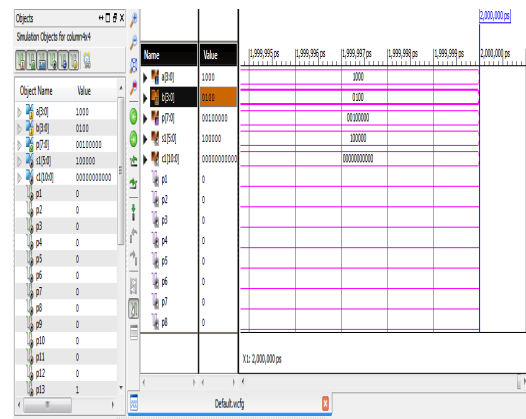 Objects
Simulation Objects for column4x4
Object Name Value
a[3:0] 1000
b[3:0] 0100
p[7:0] 00100000
s1[5:0] 100000
c1[10:0] 00000000000
p1 0
p2 0
p3 0
p4 0
p5 0
p6 0
p7 0
p8 0
p9 0
p10 0
p11 0
p12 0
p13 1
Name Value
a[3:0] 1000
b[3:0] 0100
p[7:0] 00100000
s1[5:0] 100000
c1[10:0] 00000000000
p1 0
p2 0
p3 0
p4 0
p5 0
p6 0
p7 0
p8 0
2,000,000 ps
1,999,995 ps 1,999,996 ps 1,999,997 ps 1,999,998 ps 1,999,999 ps 2,000,000 ps
1000
0100
00100000
100000
00000000000
X1: 2,000,000 ps
Default.wcfg